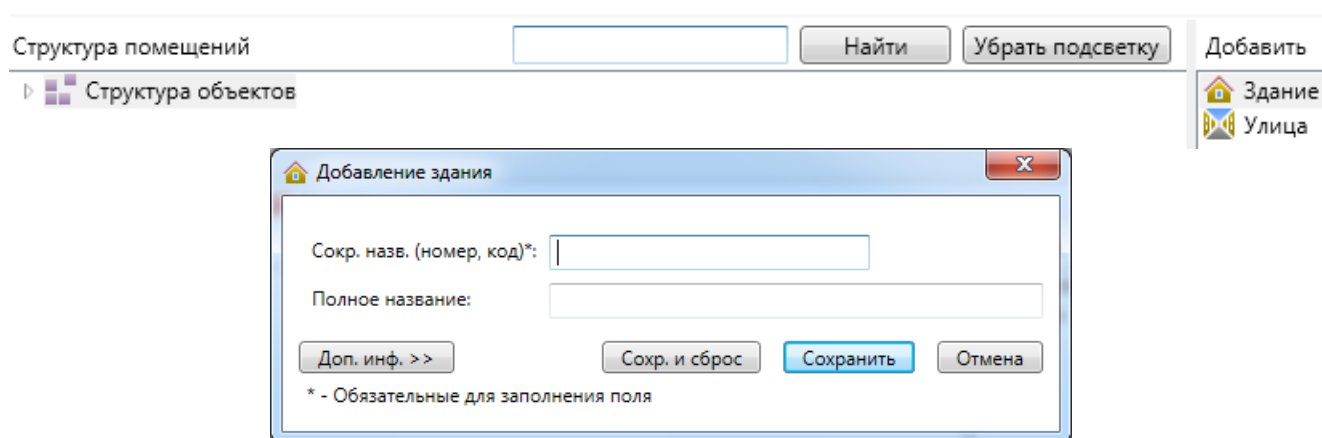 Структура помещений Найти Убрать подсветку Добавить
Структура объектов Здание
Улица
Добавление здания
Сокр. назв. (номер, код)*:
Полное название:
Доп. инф. >> Сохр. и сброс Сохранить Отмена
* - Обязательные для заполнения поля